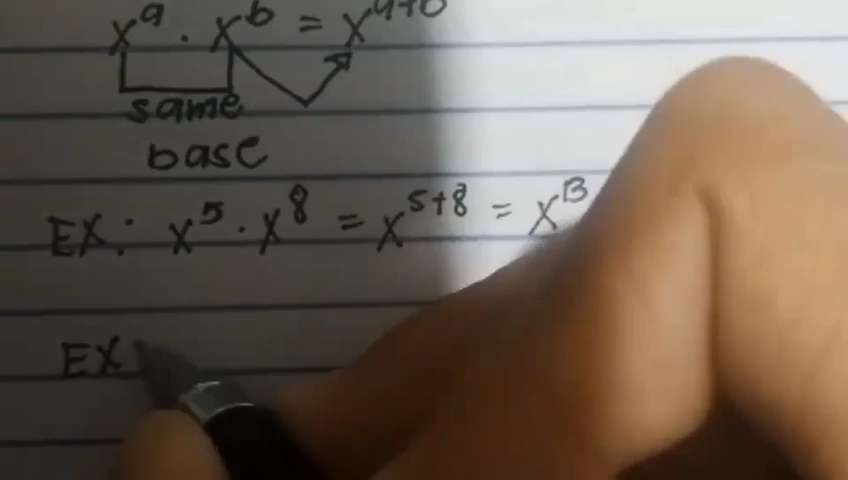 x^a · x^b = x^{a+b}
same
base
EX: x^5 · x^8 = x^{5+8} = x^{13}
EX